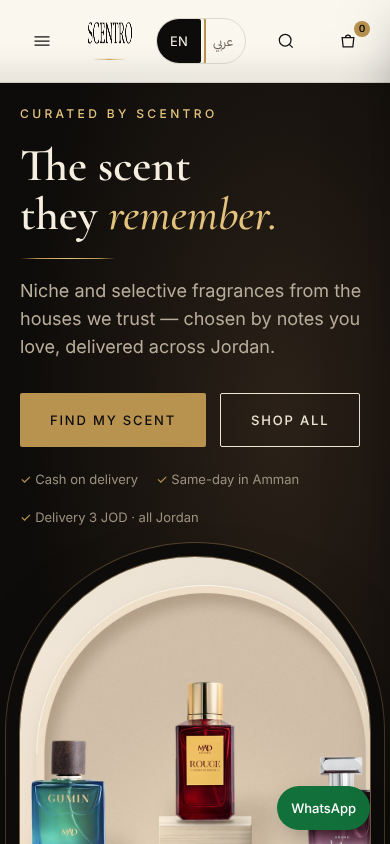 SCENTRO
EN
عربي
0
CURATED BY SCENTRO
The scent
they remember.
Niche and selective fragrances from the
houses we trust — chosen by notes you
love, delivered across Jordan.
FIND MY SCENT
SHOP ALL
✓ Cash on delivery ✓ Same-day in Amman
✓ Delivery 3 JOD · all Jordan
MAD
ROUGE
GUMIN
MAD
WhatsApp